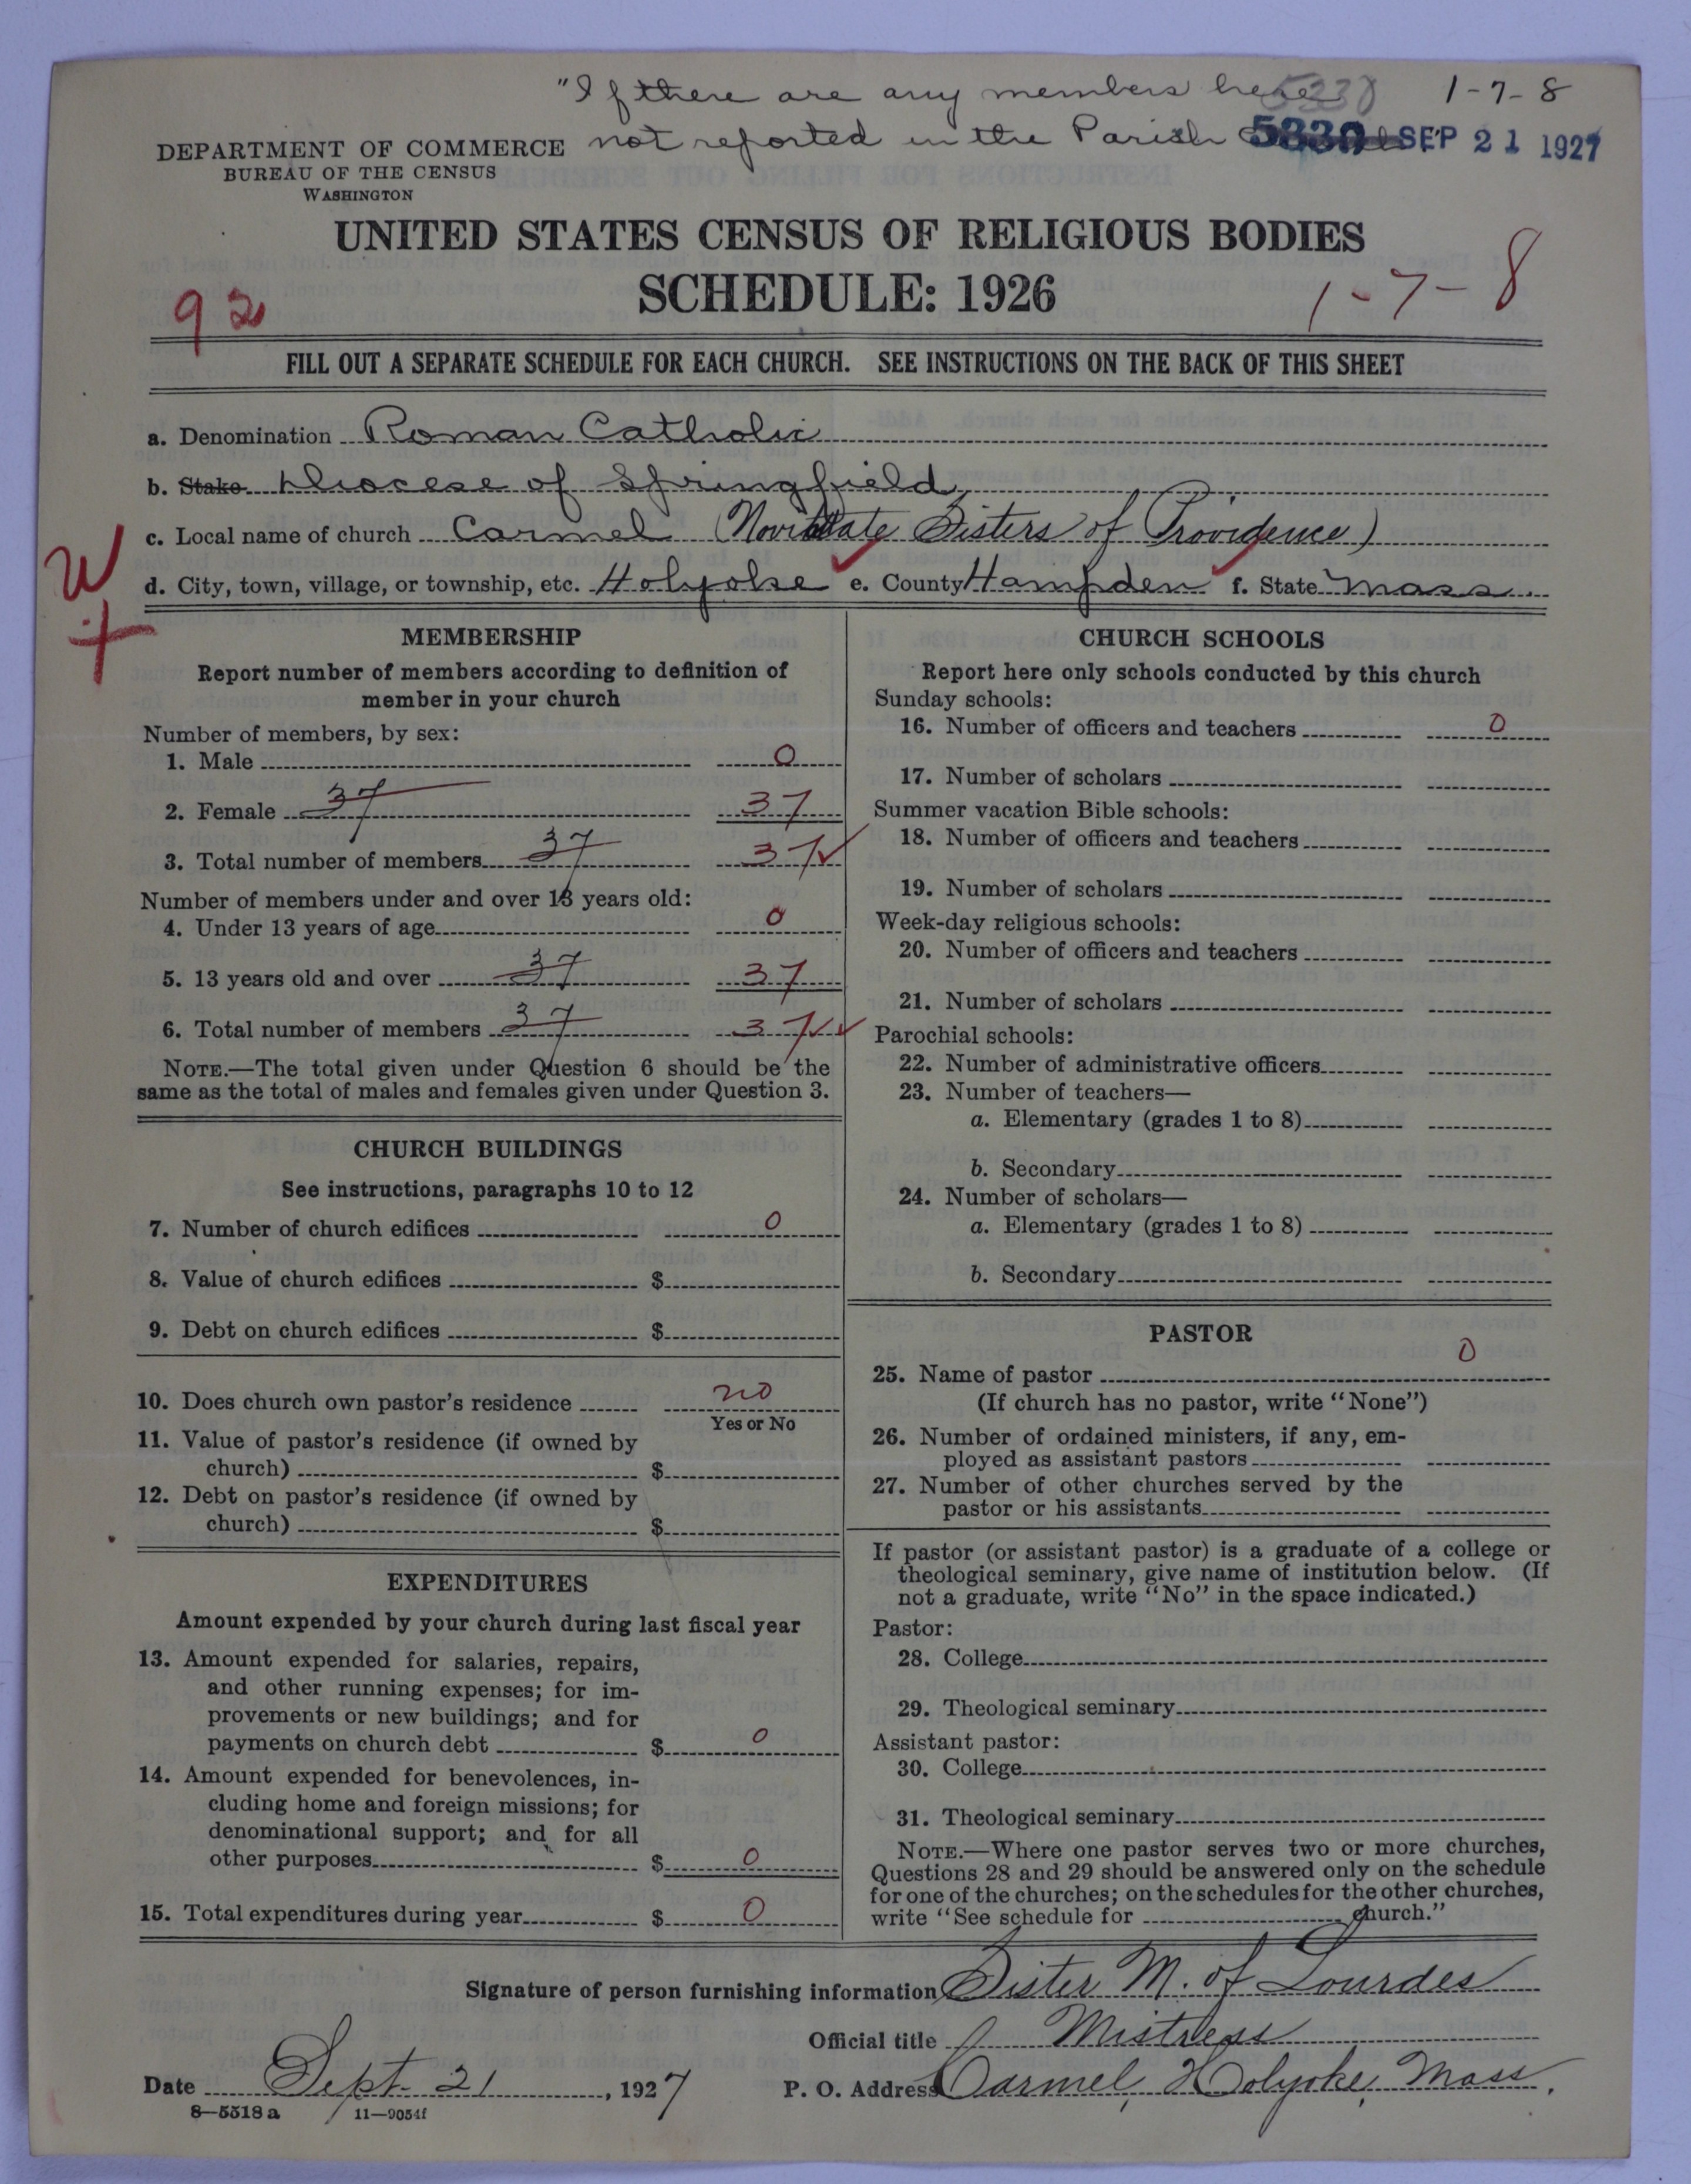 "If there are any members here 5330 1-7-8
not reported in the Parish 5330 SEP 21 1927
DEPARTMENT OF COMMERCE
BUREAU OF THE CENSUS
WASHINGTON
UNITED STATES CENSUS OF RELIGIOUS BODIES
SCHEDULE: 1926
92
1-7-8
FILL OUT A SEPARATE SCHEDULE FOR EACH CHURCH. SEE INSTRUCTIONS ON THE BACK OF THIS SHEET
a. Denomination Roman Catholic
b. Stake Diocese of Springfield
c. Local name of church Carmel (Novitiate Sisters of Providence)
W
d. City, town, village, or township, etc. Holyoke e. County Hampden f. State Mass.
MEMBERSHIP
Report number of members according to definition of
member in your church
Number of members, by sex:
1. Male 0
2. Female 37 37
3. Total number of members 37 37
Number of members under and over 13 years old:
4. Under 13 years of age 0
5. 13 years old and over 37 37
6. Total number of members 37 37
NOTE.—The total given under Question 6 should be the
same as the total of males and females given under Question 3.
CHURCH BUILDINGS
See instructions, paragraphs 10 to 12
7. Number of church edifices 0
8. Value of church edifices $
9. Debt on church edifices $
10. Does church own pastor's residence no
Yes or No
11. Value of pastor's residence (if owned by
church) $
12. Debt on pastor's residence (if owned by
church) $
EXPENDITURES
Amount expended by your church during last fiscal year
13. Amount expended for salaries, repairs,
and other running expenses; for im-
provements or new buildings; and for
payments on church debt $ 0
14. Amount expended for benevolences, in-
cluding home and foreign missions; for
denominational support; and for all
other purposes $ 0
15. Total expenditures during year $ 0
CHURCH SCHOOLS
Report here only schools conducted by this church
Sunday schools:
16. Number of officers and teachers 0
17. Number of scholars
Summer vacation Bible schools:
18. Number of officers and teachers
19. Number of scholars
Week-day religious schools:
20. Number of officers and teachers
21. Number of scholars
Parochial schools:
22. Number of administrative officers
23. Number of teachers—
a. Elementary (grades 1 to 8)
b. Secondary
24. Number of scholars—
a. Elementary (grades 1 to 8)
b. Secondary
PASTOR
25. Name of pastor 0
(If church has no pastor, write "None")
26. Number of ordained ministers, if any, em-
ployed as assistant pastors
27. Number of other churches served by the
pastor or his assistants
If pastor (or assistant pastor) is a graduate of a college or
theological seminary, give name of institution below. (If
not a graduate, write "No" in the space indicated.)
Pastor:
28. College
29. Theological seminary
Assistant pastor:
30. College
31. Theological seminary
NOTE.—Where one pastor serves two or more churches,
Questions 28 and 29 should be answered only on the schedule
for one of the churches; on the schedules for the other churches,
write "See schedule for church."
Signature of person furnishing information Sister M. of Lourdes
Official title Mistress
Date Sept. 21, 1927 P. O. Address Carmel, Holyoke, Mass.
8—5518 a 11—9054f